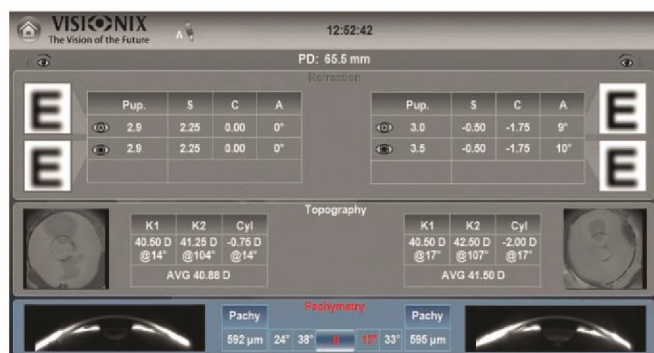 VISIONIX
The Vision of the Future
A
12:52:42
PD: 65.5 mm
Refraction
E
Pup. S C A
2.9 2.25 0.00 0°
2.9 2.25 0.00 0°
E
Pup. S C A
3.0 -0.50 -1.75 9°
3.5 -0.50 -1.75 10°
E
E
Topography
K1 K2 Cyl
40.50 D 41.25 D -0.75 D
@14° @104° @14°
AVG 40.88 D
K1 K2 Cyl
40.50 D 42.50 D -2.00 D
@17° @107° @17°
AVG 41.50 D
Pachymetry
Pachy
592 µm 24° 38°
12° 33° 595 µm
Pachy